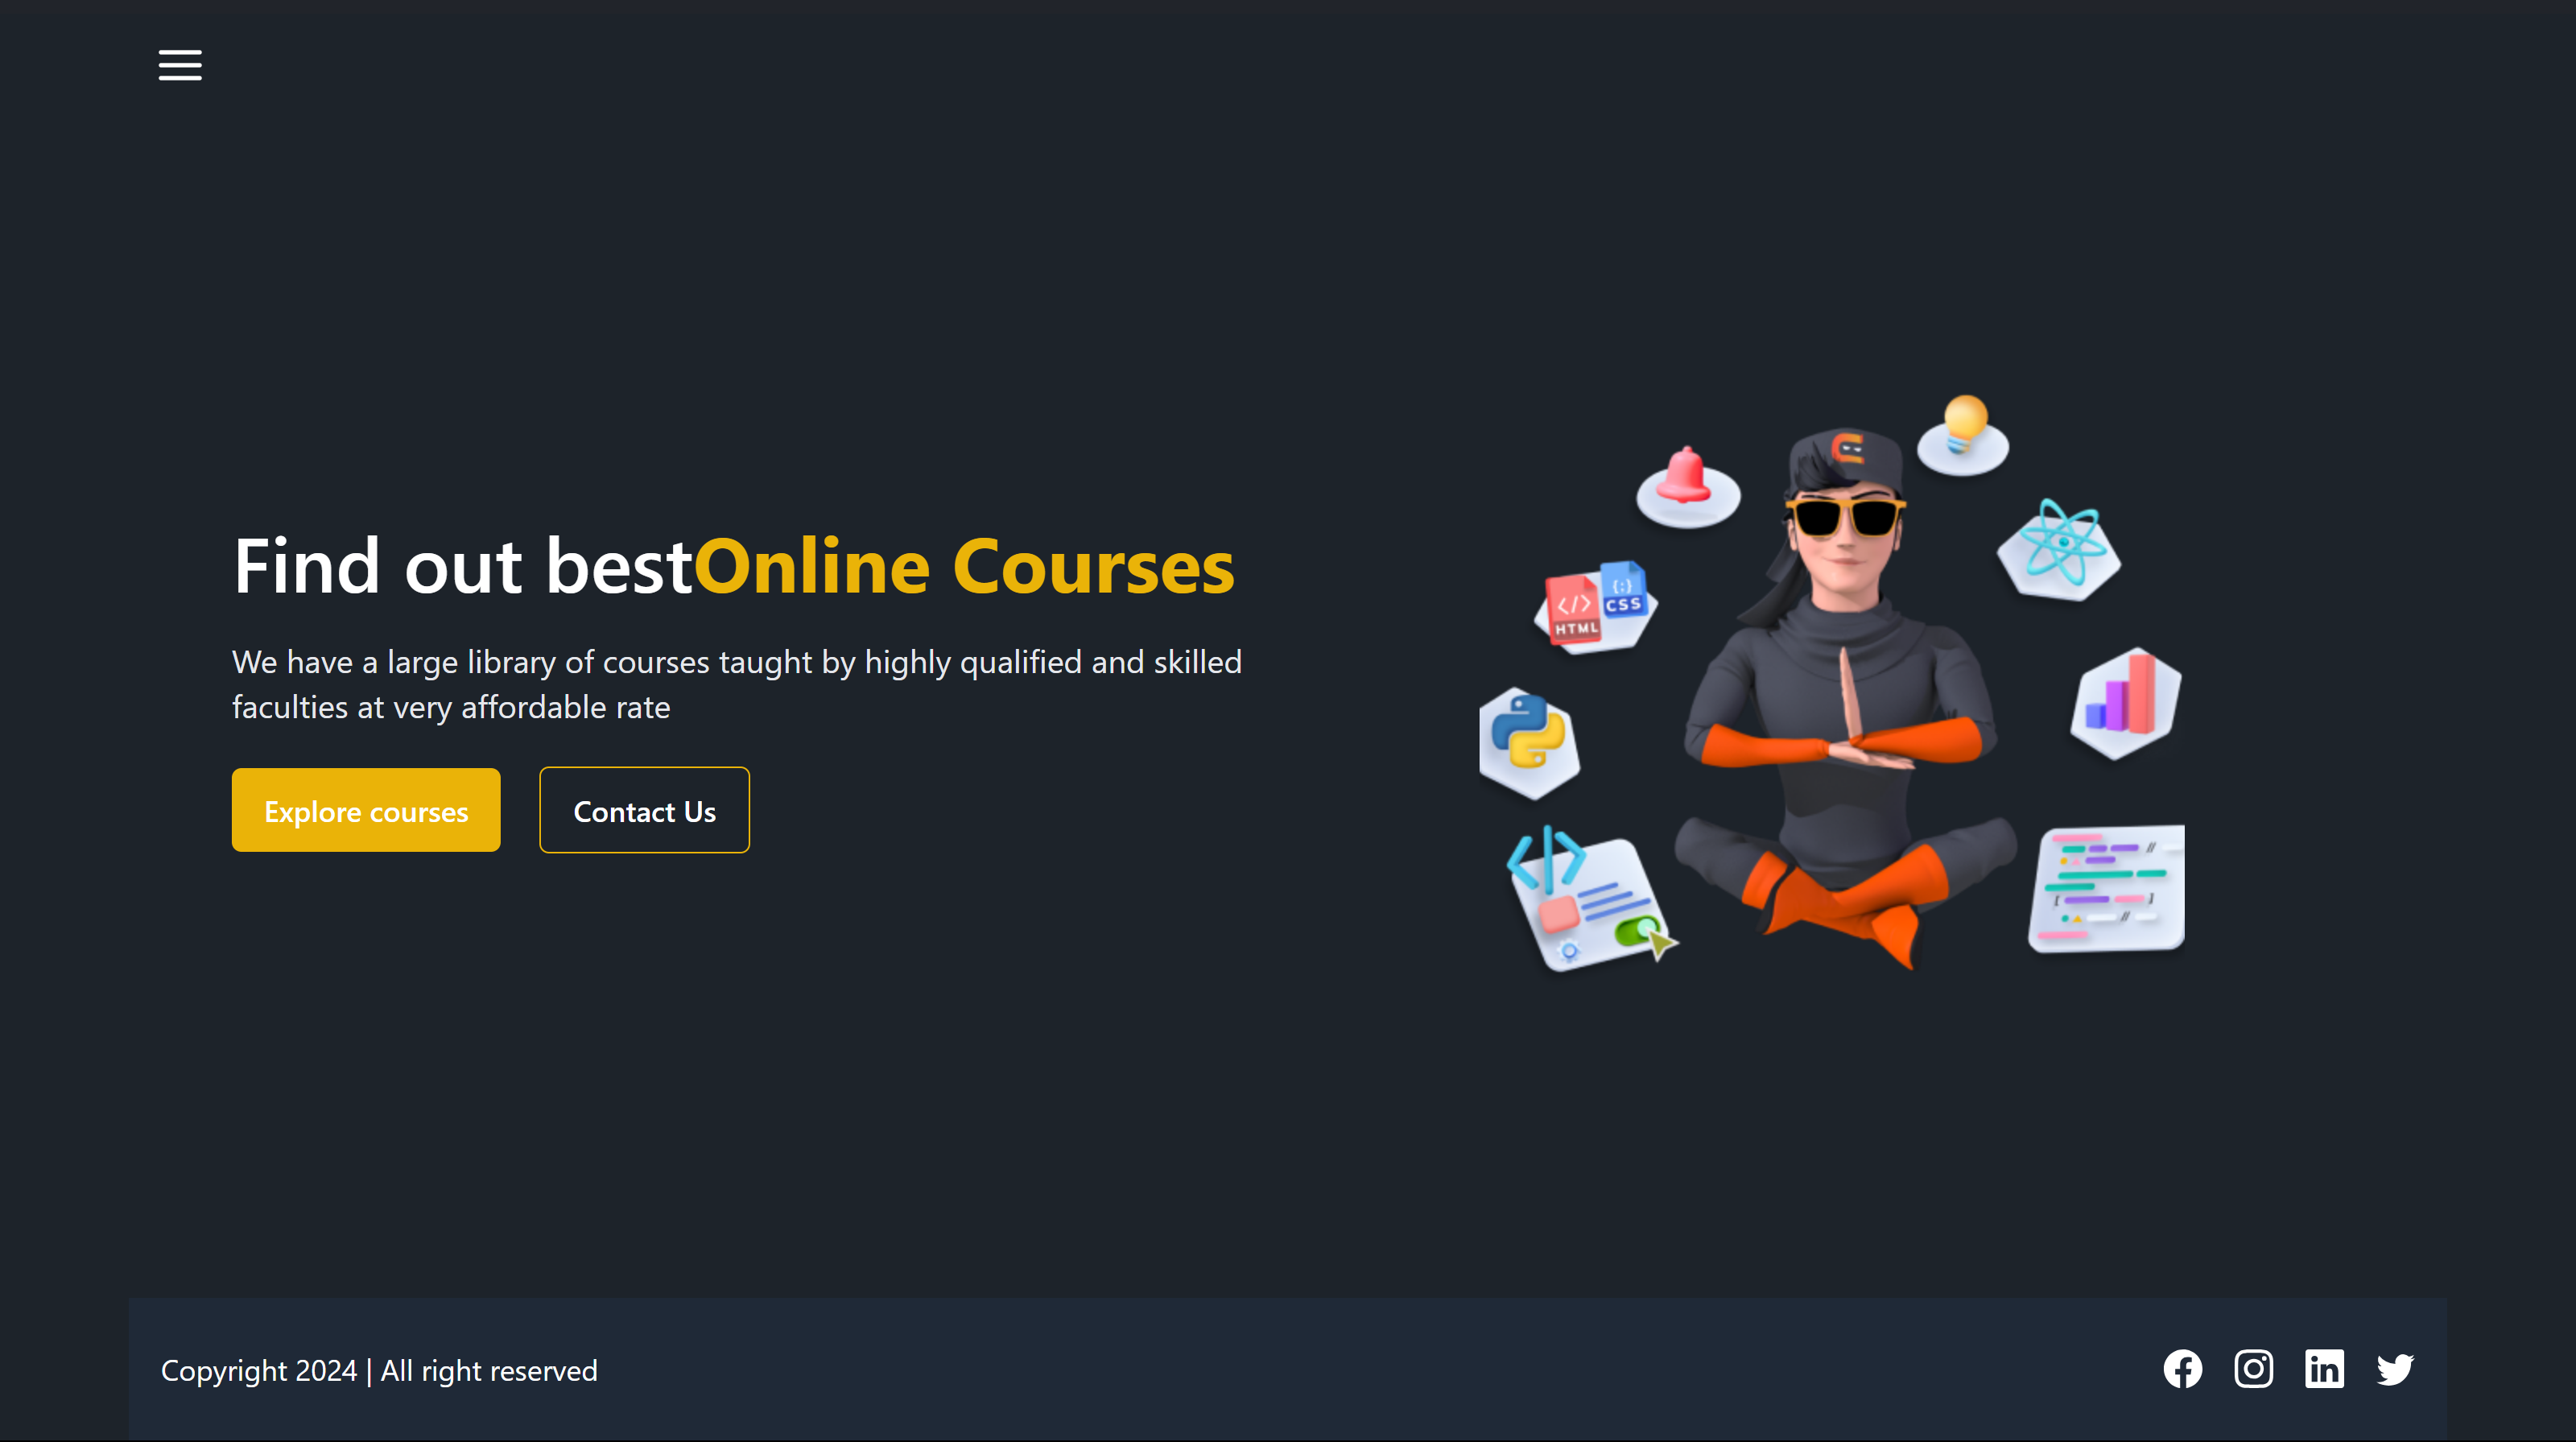 Find out bestOnline Courses
We have a large library of courses taught by highly qualified and skilled
faculties at very affordable rate
Explore courses
Contact Us
</> HTML
{;} CSS
Copyright 2024 | All right reserved